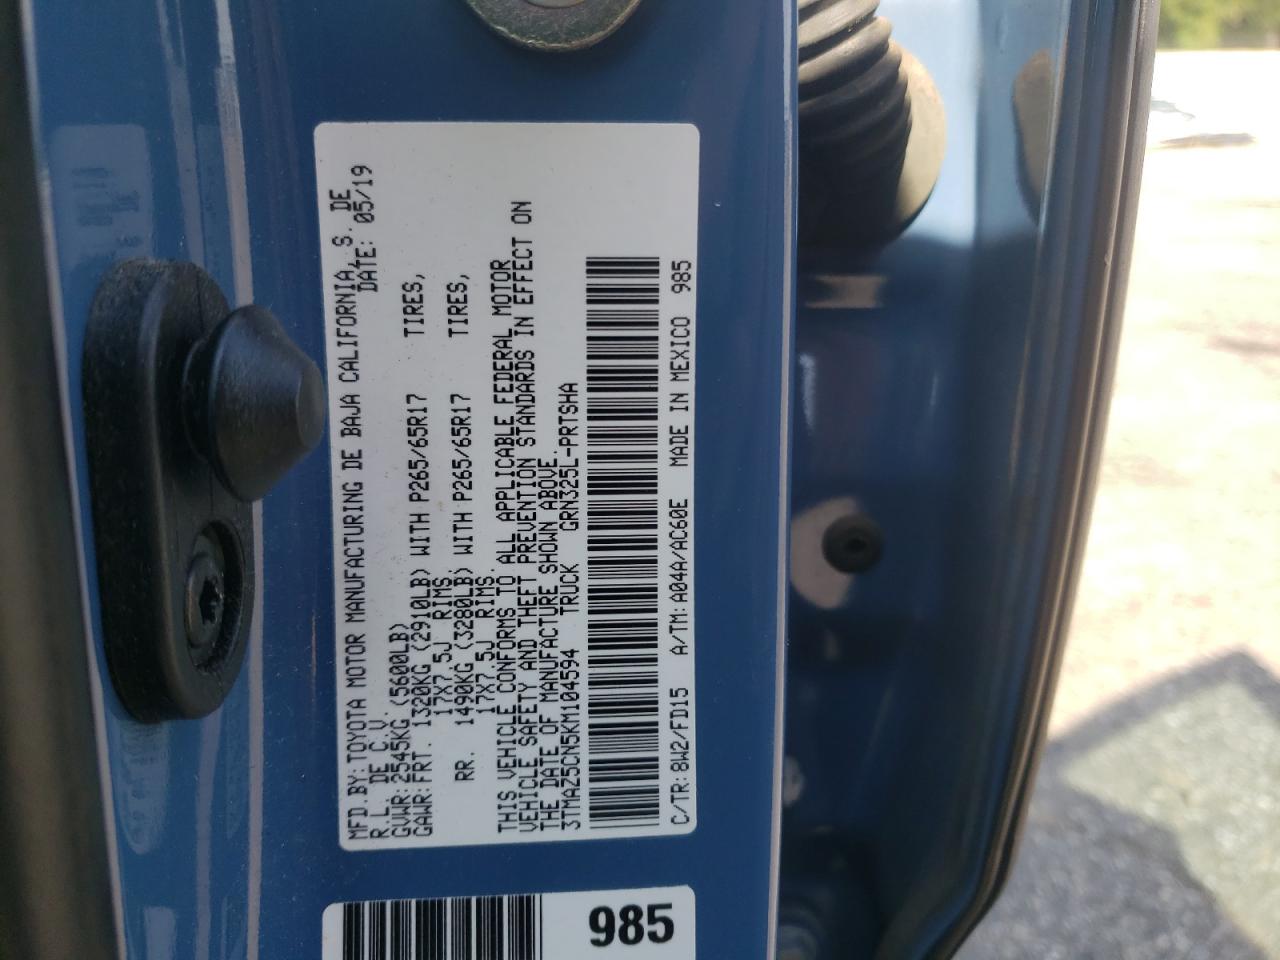 MFD.BY:TOYOTA MOTOR MANUFACTURING DE BAJA CALIFORNIA, S. DE
R.L. DE C.V. DATE: 05/19
GVWR:2545KG (5600LB)
GAWR:FRT. 1320KG (2910LB) WITH P265/65R17 TIRES,
17X7.5J RIMS
RR. 1490KG (3280LB) WITH P265/65R17 TIRES,
17X7.5J RIMS.
THIS VEHICLE CONFORMS TO ALL APPLICABLE FEDERAL MOTOR
VEHICLE SAFETY AND THEFT PREVENTION STANDARDS IN EFFECT ON
THE DATE OF MANUFACTURE SHOWN ABOVE.
3TMAZ5CN5KM104594 TRUCK GRN325L-PRTSHA
C/TR:8W2/FD15 A/TM:A04A/AC60E MADE IN MEXICO 985
985